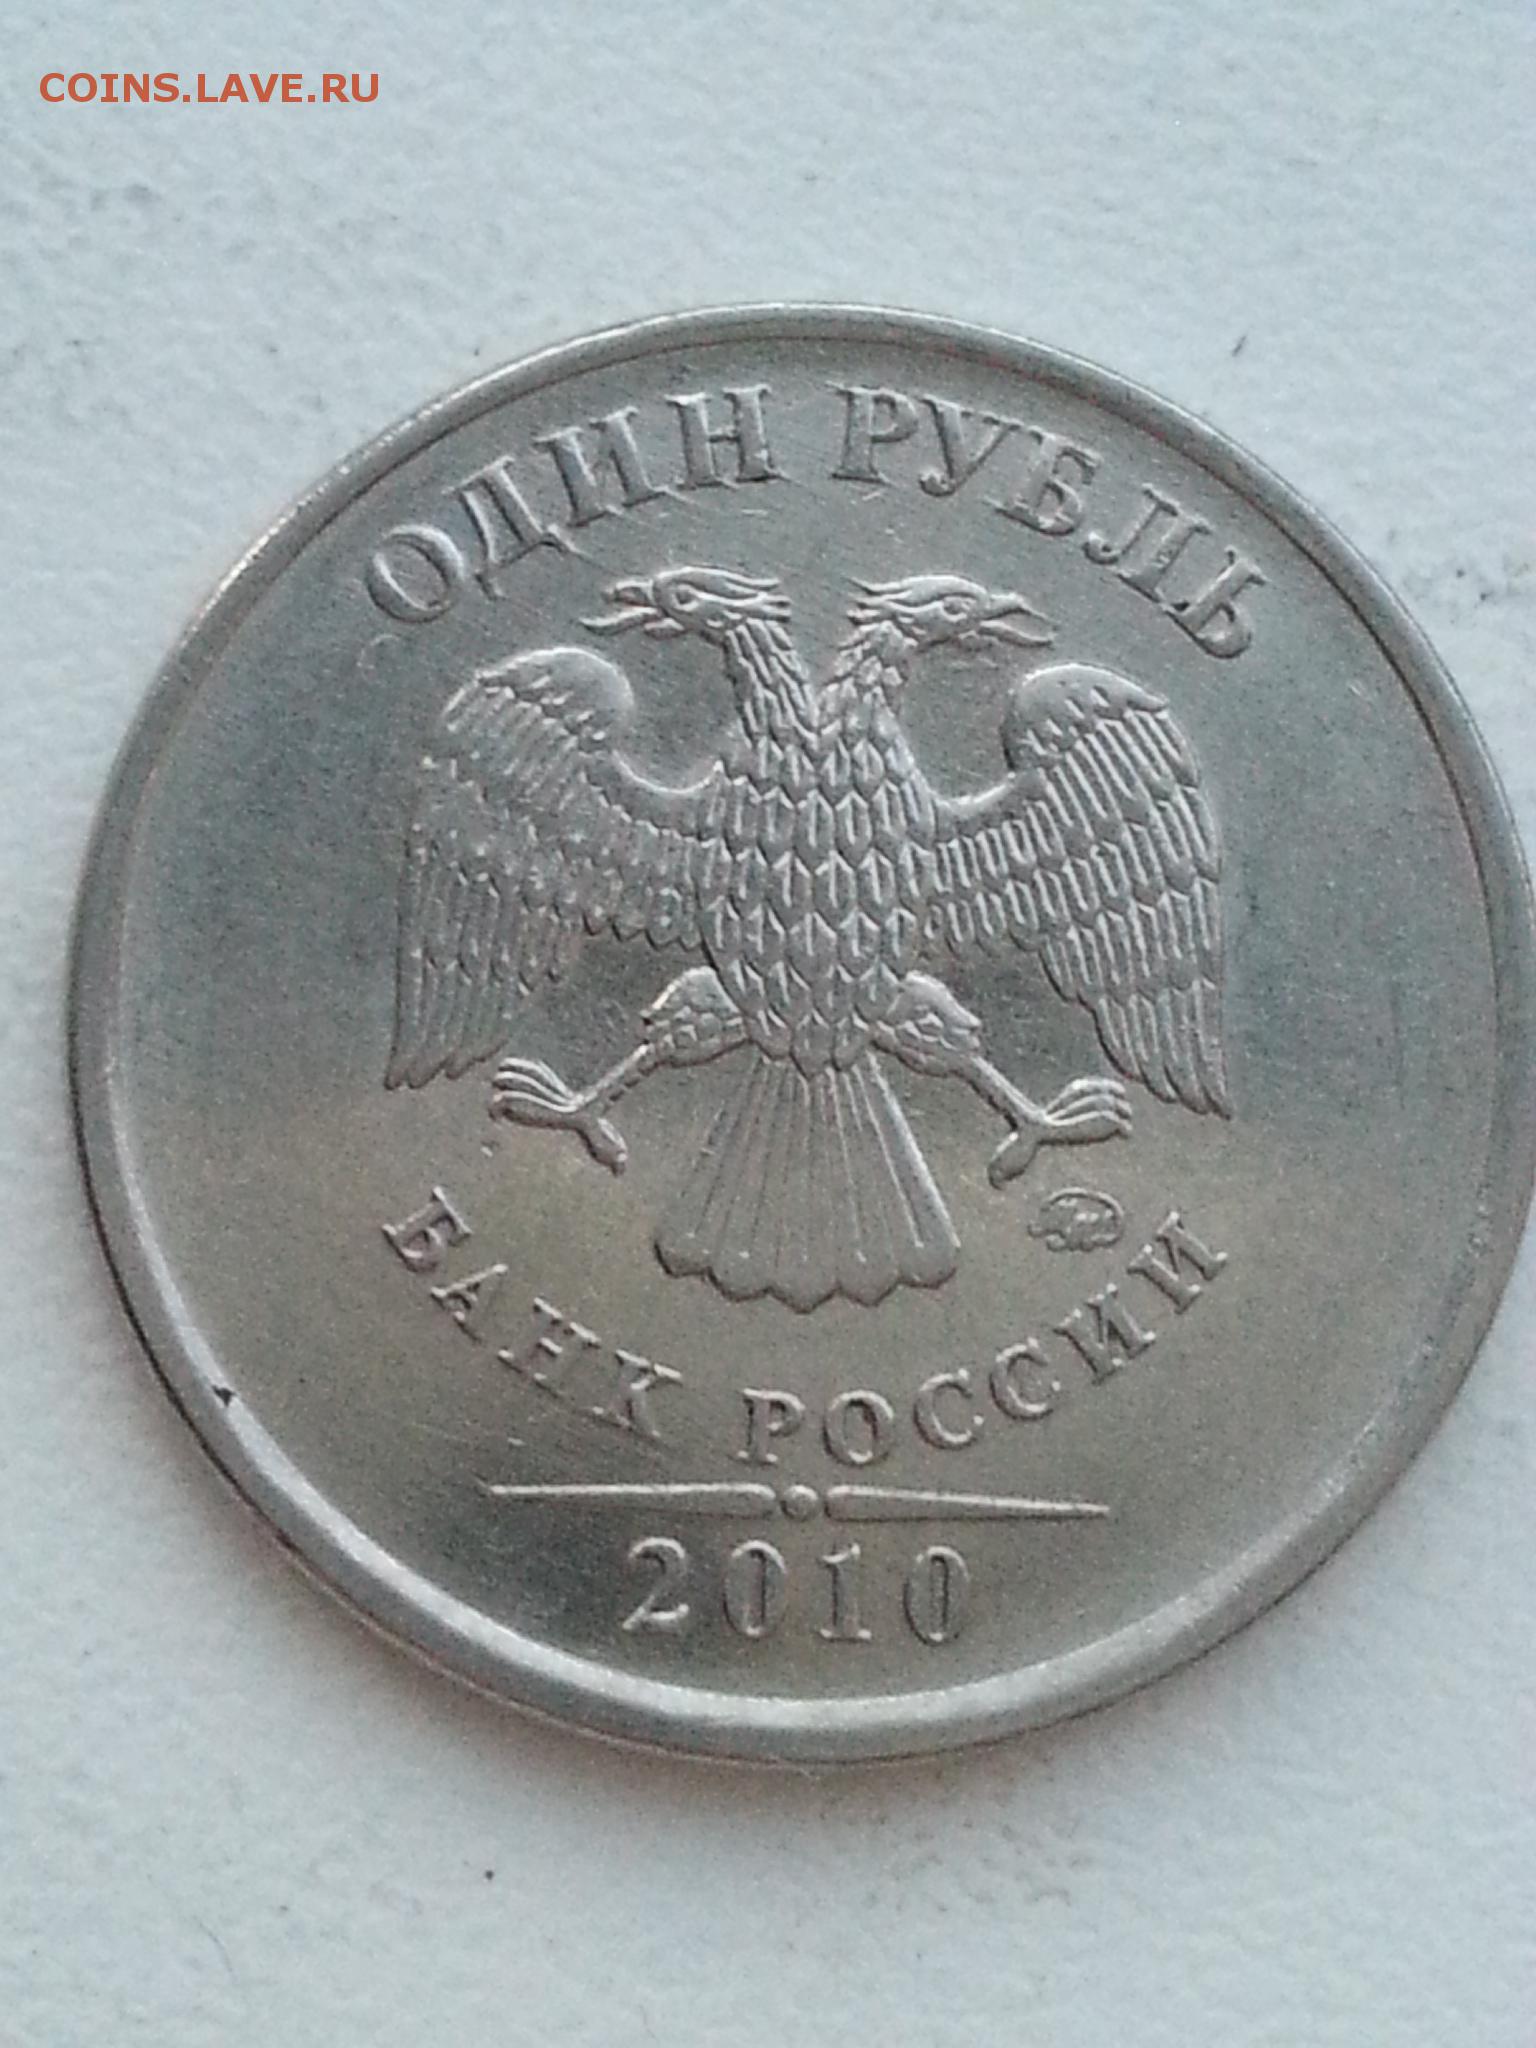 COINS.LAVE.RU
ОДИН РУБЛЬ
БАНК РОССИИ
2010